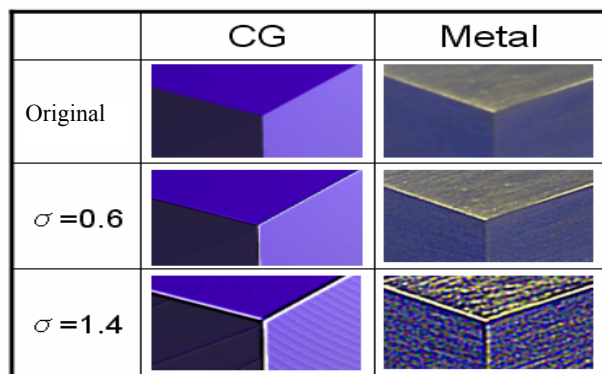 CG Metal
Original
σ =0.6
σ =1.4